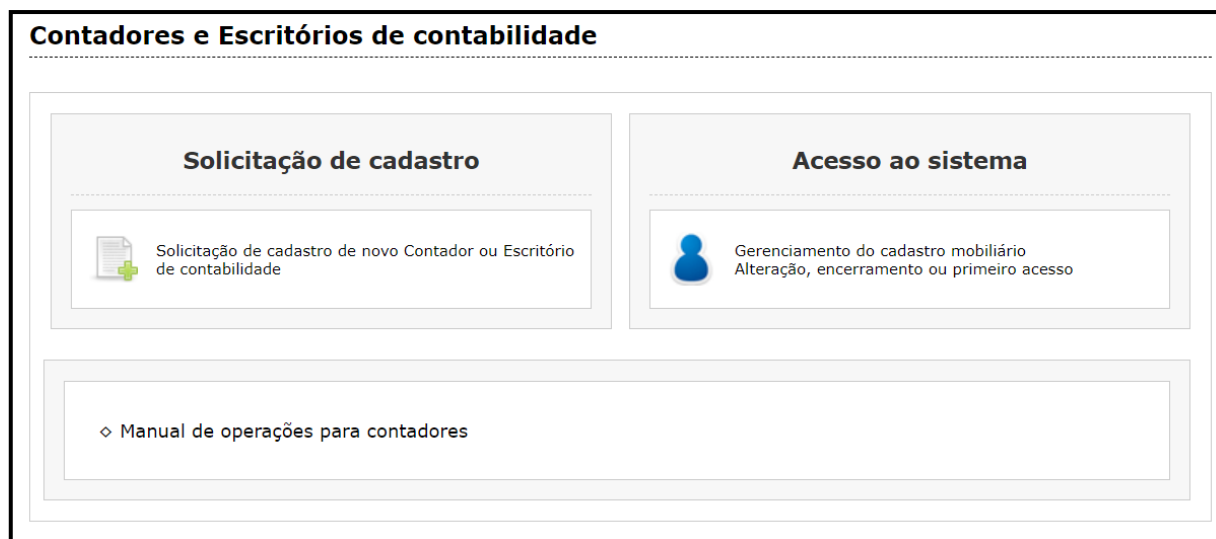 Contadores e Escritórios de contabilidade
Solicitação de cadastro
Solicitação de cadastro de novo Contador ou Escritório
de contabilidade
Acesso ao sistema
Gerenciamento do cadastro mobiliário
Alteração, encerramento ou primeiro acesso
◇ Manual de operações para contadores